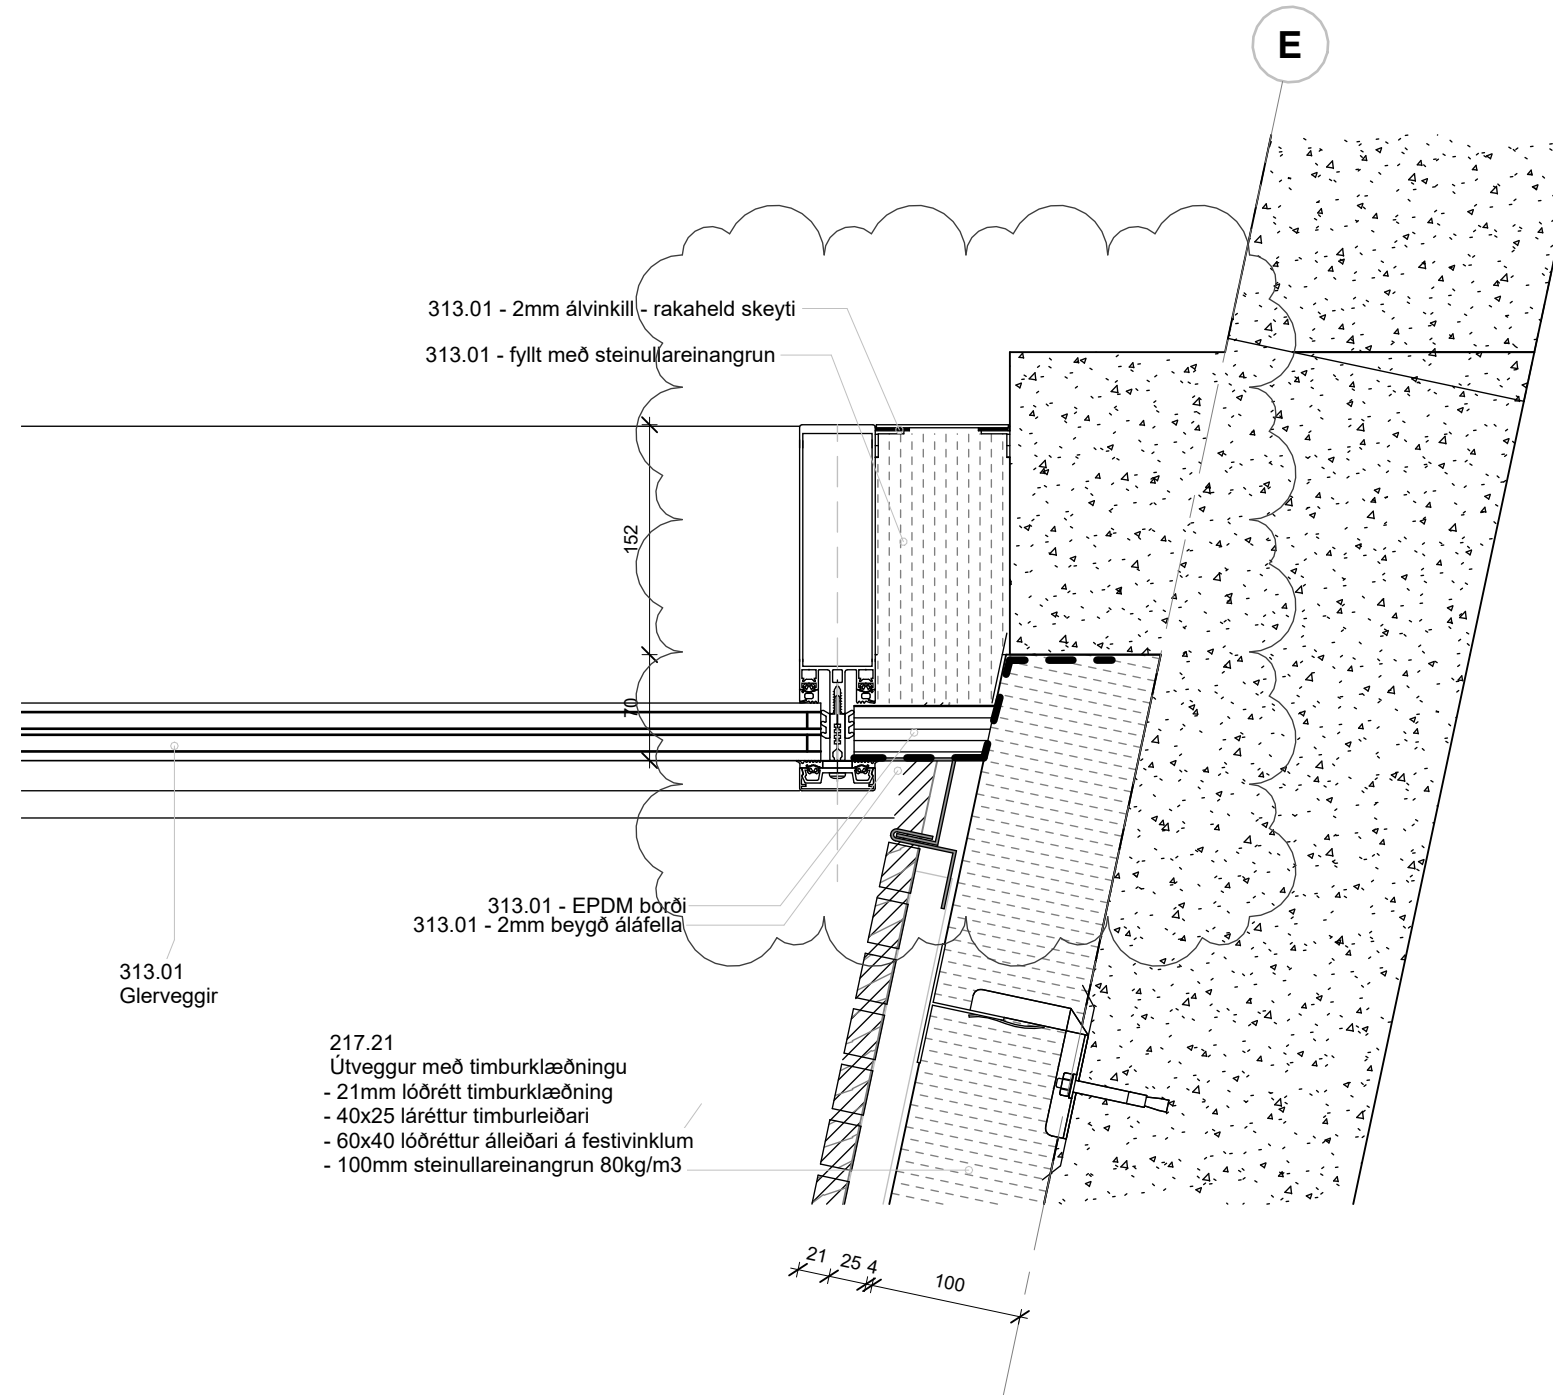 E
313.01 - 2mm álvinkill - rakaheld skeyti
313.01 - fyllt með steinullareinangrun
152
70
313.01 - EPDM borði
313.01 - 2mm beygð áláfella
313.01
Glerveggir
217.21
Útveggur með timburklæðningu
- 21mm lóðrétt timburklæðning
- 40x25 láréttur timburleiðari
- 60x40 lóðréttur álleiðari á festivinklum
- 100mm steinullareinangrun 80kg/m3
21 25 4 100